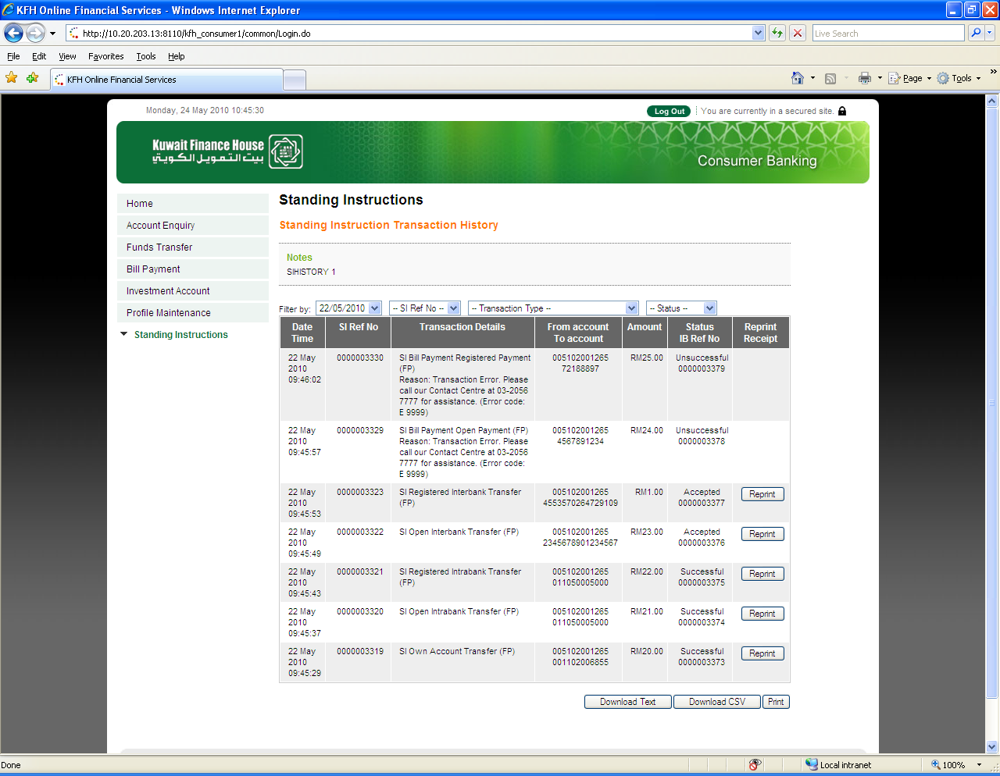 KFH Online Financial Services - Windows Internet Explorer
http://10.20.203.13:8110/kfh_consumer1/common/Login.do
Live Search
File Edit View Favorites Tools Help
KFH Online Financial Services
Page Tools »
Monday, 24 May 2010 10:45:30
Log Out You are currently in a secured site.
Kuwait Finance House
بيت التمويل الكويتي
Consumer Banking
Home
Account Enquiry
Funds Transfer
Bill Payment
Investment Account
Profile Maintenance
Standing Instructions
Standing Instructions
Standing Instruction Transaction History
Notes
SIHISTORY 1
Filter by: 22/05/2010 -- SI Ref No -- -- Transaction Type -- -- Status --
Date SI Ref No Transaction Details From account Amount Status Reprint
Time To account IB Ref No Receipt
22 May 0000003330 SI Bill Payment Registered Payment 005102001265 RM25.00 Unsuccessful
2010 (FP) 72188897 0000003379
09:46:02 Reason: Transaction Error. Please
call our Contact Centre at 03-2056
7777 for assistance. (Error code:
E 9999)
22 May 0000003329 SI Bill Payment Open Payment (FP) 005102001265 RM24.00 Unsuccessful
2010 Reason: Transaction Error. Please 4567891234 0000003378
09:45:57 call our Contact Centre at 03-2056
7777 for assistance. (Error code:
E 9999)
22 May 0000003323 SI Registered Interbank Transfer 005102001265 RM1.00 Accepted Reprint
2010 (FP) 4553570264729109 0000003377
09:45:53
22 May 0000003322 SI Open Interbank Transfer (FP) 005102001265 RM23.00 Accepted Reprint
2010 2345678901234567 0000003376
09:45:49
22 May 0000003321 SI Registered Intrabank Transfer 005102001265 RM22.00 Successful Reprint
2010 (FP) 011050005000 0000003375
09:45:43
22 May 0000003320 SI Open Intrabank Transfer (FP) 005102001265 RM21.00 Successful Reprint
2010 011050005000 0000003374
09:45:37
22 May 0000003319 SI Own Account Transfer (FP) 005102001265 RM20.00 Successful Reprint
2010 001102006855 0000003373
09:45:29
Download Text Download CSV Print
Done Local intranet 100%